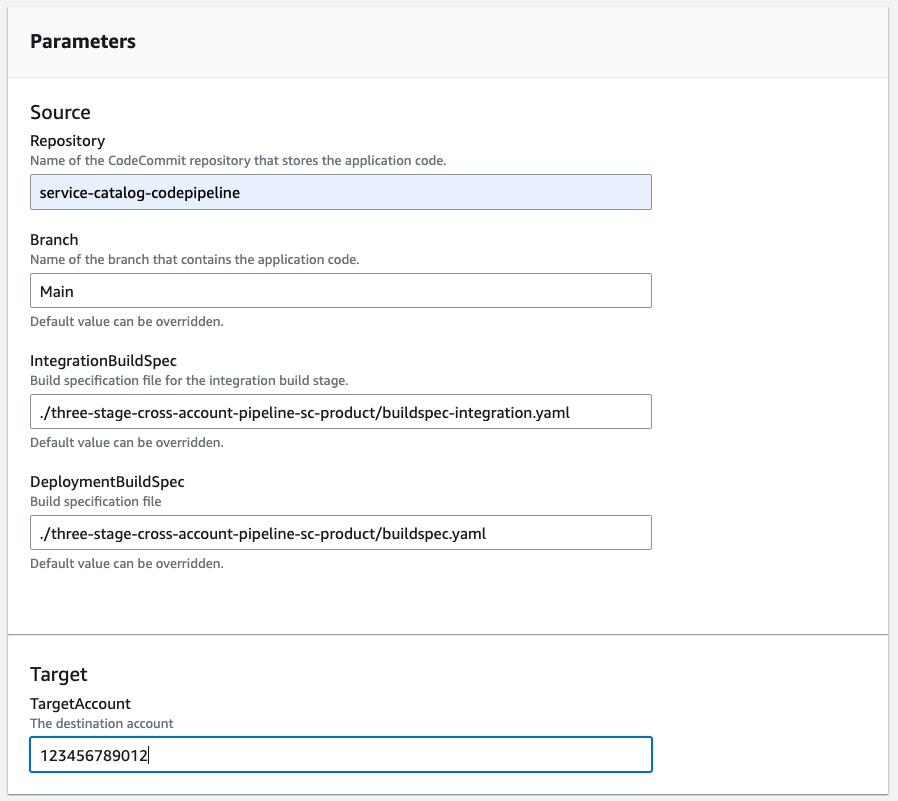 Parameters
Source
Repository
Name of the CodeCommit repository that stores the application code.
service-catalog-codepipeline
Branch
Name of the branch that contains the application code.
Main
Default value can be overridden.
IntegrationBuildSpec
Build specification file for the integration build stage.
./three-stage-cross-account-pipeline-sc-product/buildspec-integration.yaml
Default value can be overridden.
DeploymentBuildSpec
Build specification file
./three-stage-cross-account-pipeline-sc-product/buildspec.yaml
Default value can be overridden.
Target
TargetAccount
The destination account
123456789012